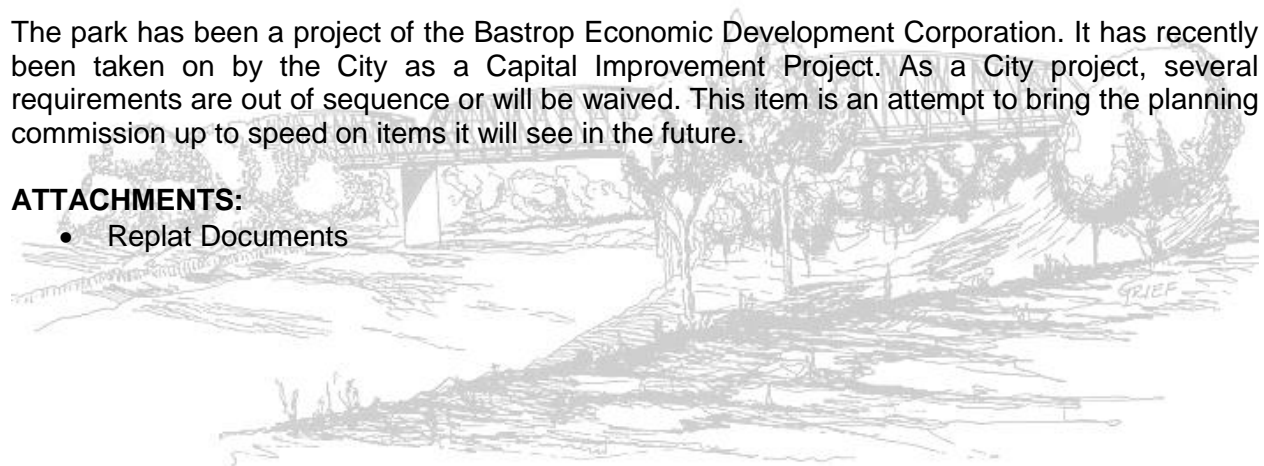 The park has been a project of the Bastrop Economic Development Corporation. It has recently
been taken on by the City as a Capital Improvement Project. As a City project, several
requirements are out of sequence or will be waived. This item is an attempt to bring the planning
commission up to speed on items it will see in the future.
ATTACHMENTS:
• Replat Documents
GRIEF